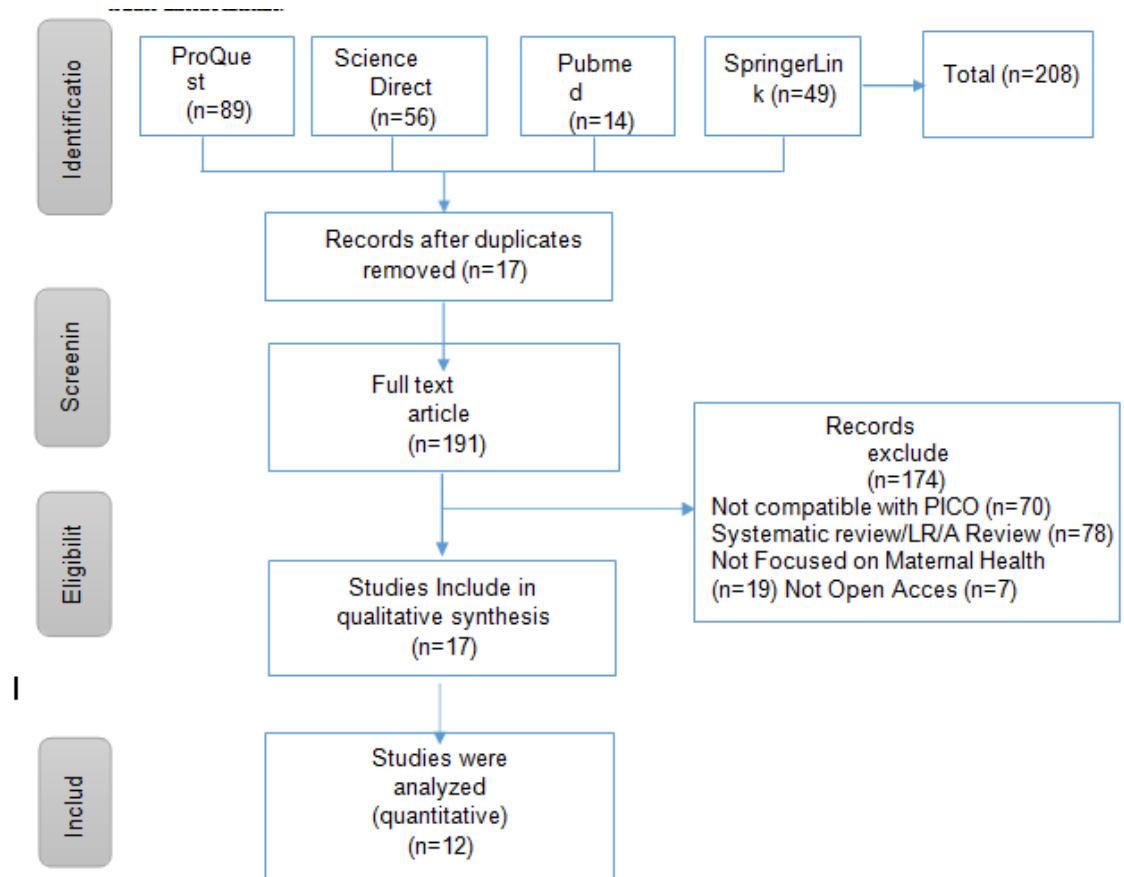 Identificatio
ProQue
st
(n=89)
Science
Direct
(n=56)
Pubme
d
(n=14)
SpringerLin
k (n=49)
Total (n=208)
Records after duplicates
removed (n=17)
Screenin
Full text
article
(n=191)
Records
exclude
(n=174)
Not compatible with PICO (n=70)
Systematic review/LR/A Review (n=78)
Not Focused on Maternal Health
(n=19) Not Open Acces (n=7)
Eligibilit
Studies Include in
qualitative synthesis
(n=17)
I
Includ
Studies were
analyzed
(quantitative)
(n=12)